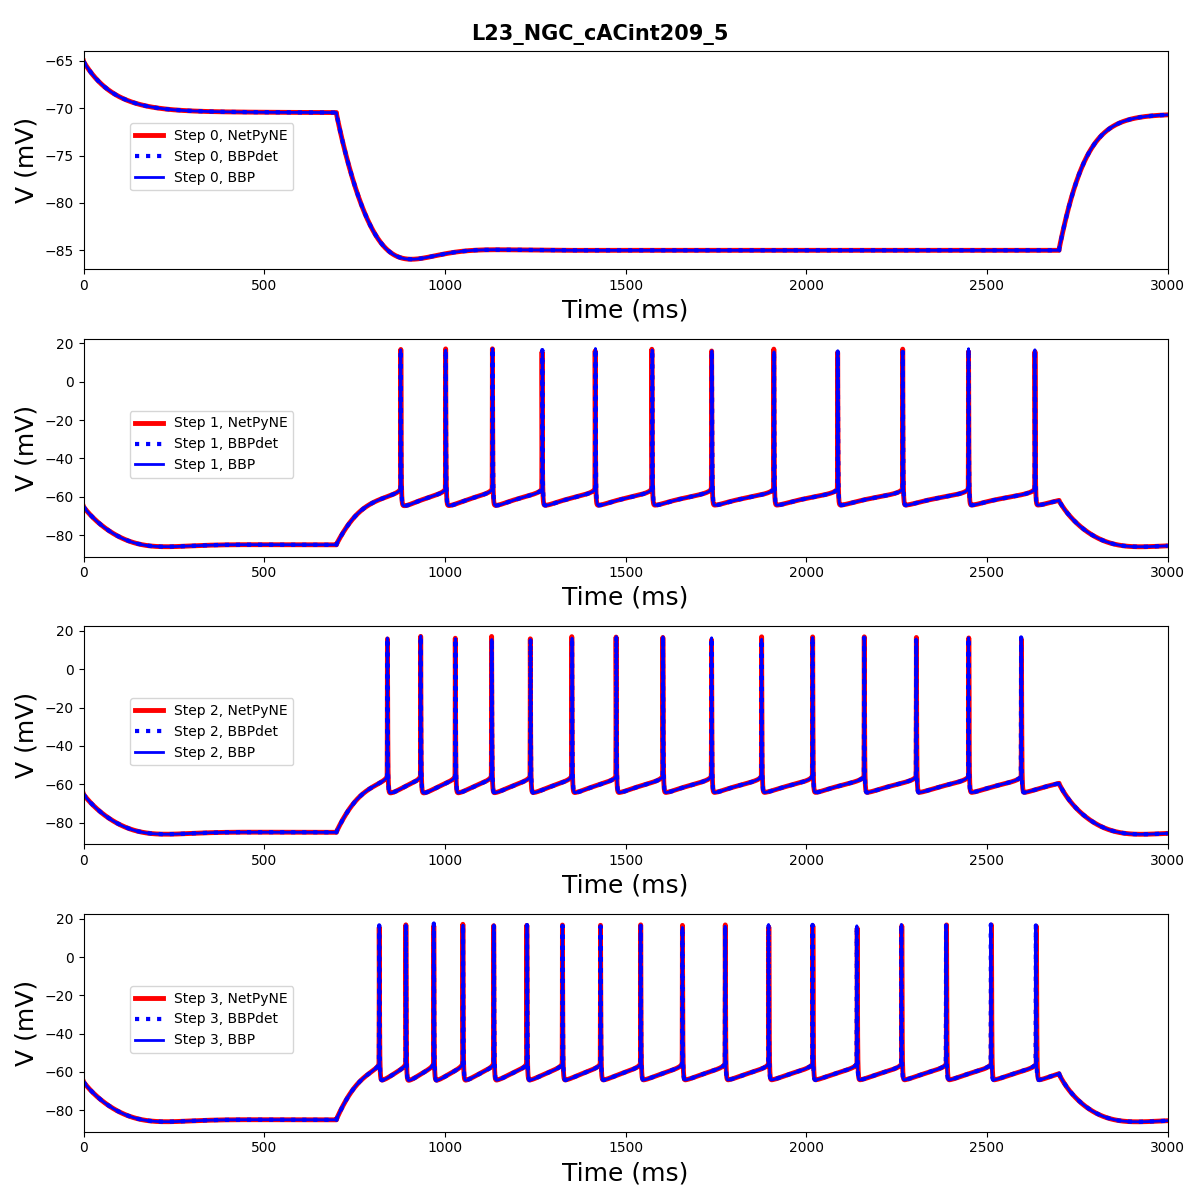 L23_NGC_cACint209_5
−65
−70
−75
−80
−85
V (mV)
Step 0, NetPyNE
Step 0, BBPdet
Step 0, BBP
0 500 1000 1500 2000 2500 3000
Time (ms)
20
0
−20
−40
−60
−80
V (mV)
Step 1, NetPyNE
Step 1, BBPdet
Step 1, BBP
0 500 1000 1500 2000 2500 3000
Time (ms)
20
0
−20
−40
−60
−80
V (mV)
Step 2, NetPyNE
Step 2, BBPdet
Step 2, BBP
0 500 1000 1500 2000 2500 3000
Time (ms)
20
0
−20
−40
−60
−80
V (mV)
Step 3, NetPyNE
Step 3, BBPdet
Step 3, BBP
0 500 1000 1500 2000 2500 3000
Time (ms)